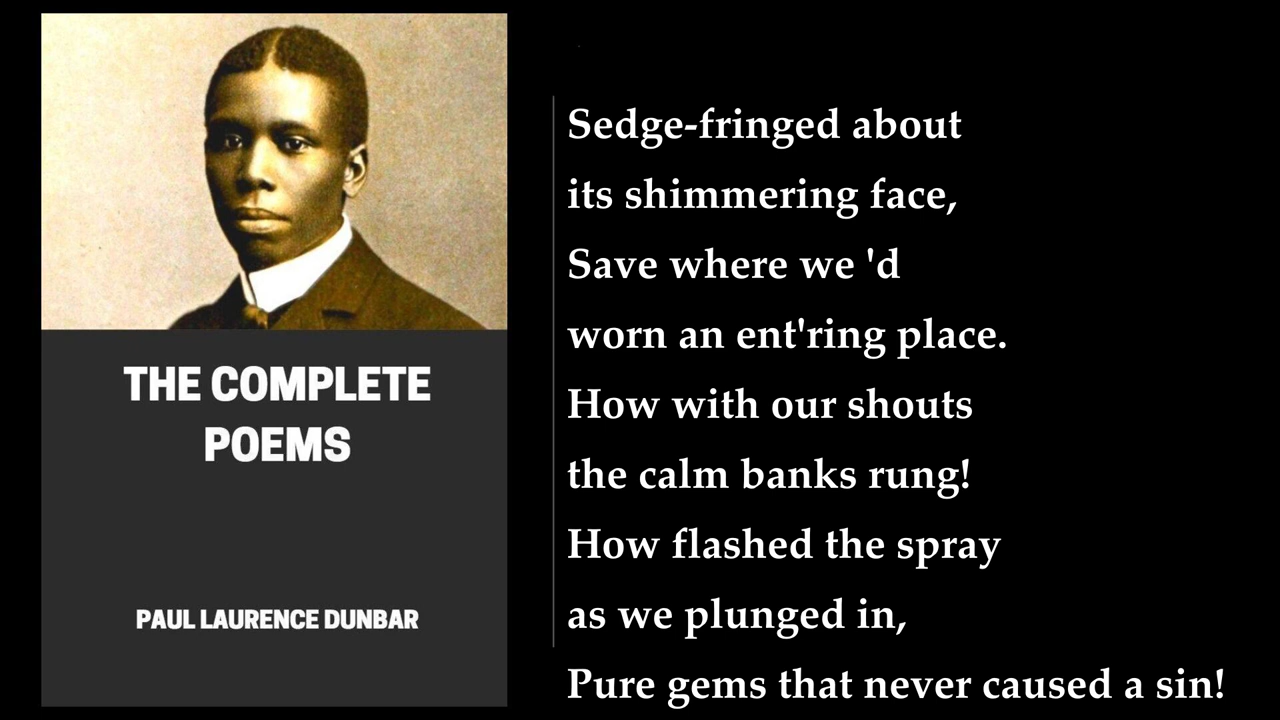 THE COMPLETE
POEMS
PAUL LAURENCE DUNBAR
Sedge-fringed about
its shimmering face,
Save where we 'd
worn an ent'ring place.
How with our shouts
the calm banks rung!
How flashed the spray
as we plunged in,
Pure gems that never caused a sin!